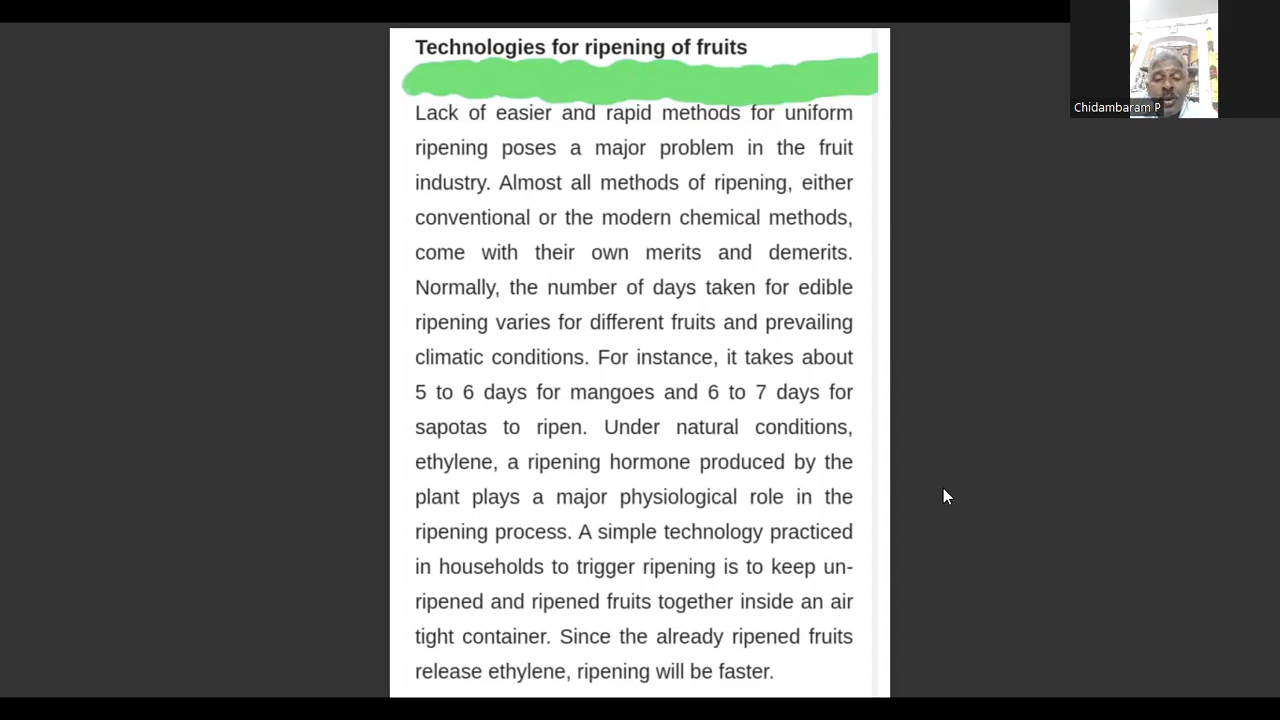 Technologies for ripening of fruits
Chidambaram P
Lack of easier and rapid methods for uniform
ripening poses a major problem in the fruit
industry. Almost all methods of ripening, either
conventional or the modern chemical methods,
come with their own merits and demerits.
Normally, the number of days taken for edible
ripening varies for different fruits and prevailing
climatic conditions. For instance, it takes about
5 to 6 days for mangoes and 6 to 7 days for
sapotas to ripen. Under natural conditions,
ethylene, a ripening hormone produced by the
plant plays a major physiological role in the
ripening process. A simple technology practiced
in households to trigger ripening is to keep un-
ripened and ripened fruits together inside an air
tight container. Since the already ripened fruits
release ethylene, ripening will be faster.